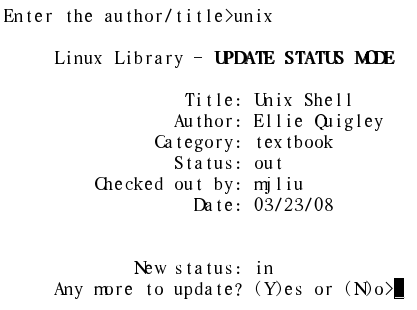 Enter the author/title>unix
Linux Library - UPDATE STATUS MODE
Title: Unix Shell
Author: Ellie Quigley
Category: textbook
Status: out
Checked out by: mjliu
Date: 03/23/08
New status: in
Any more to update? (Y)es or (N)o>